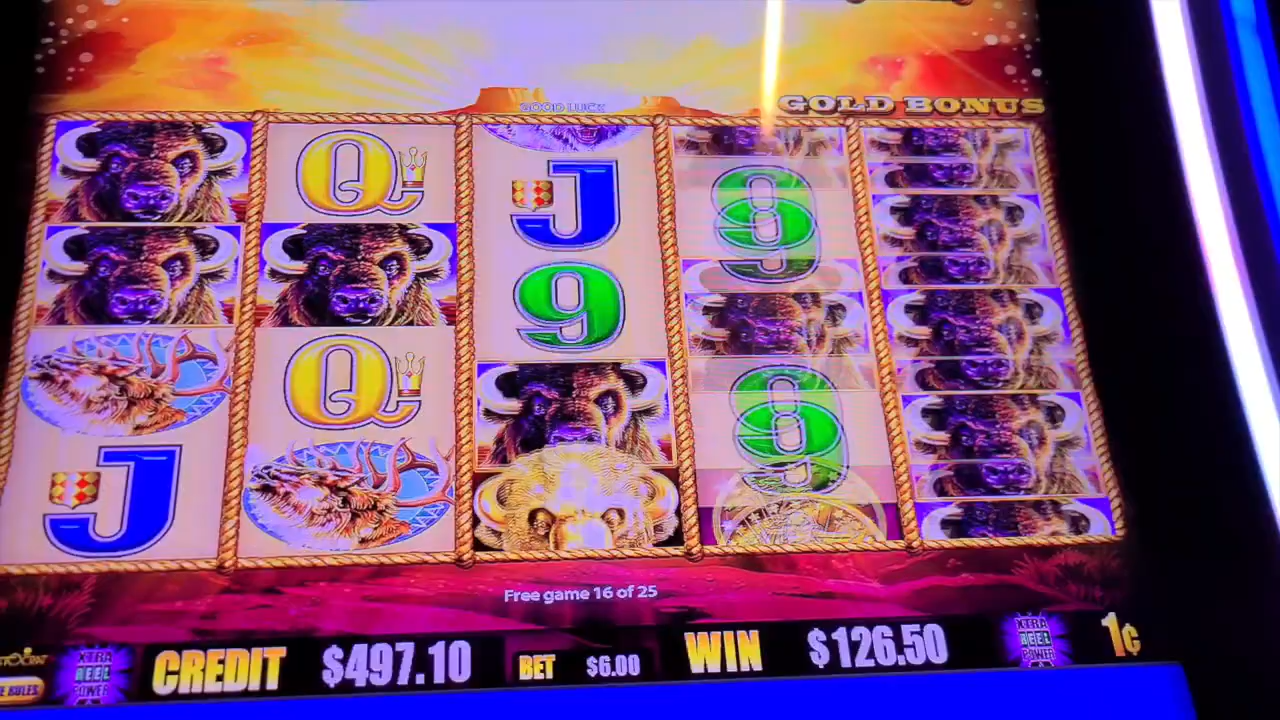 GOOD LUCK
GOLD BONUS
Q
J
9
9
9
Q
J
Free game 16 of 25
XTRA REEL POWER
CREDIT $497.10
BET $6.00
WIN $126.50
XTRA REEL POWER
1¢